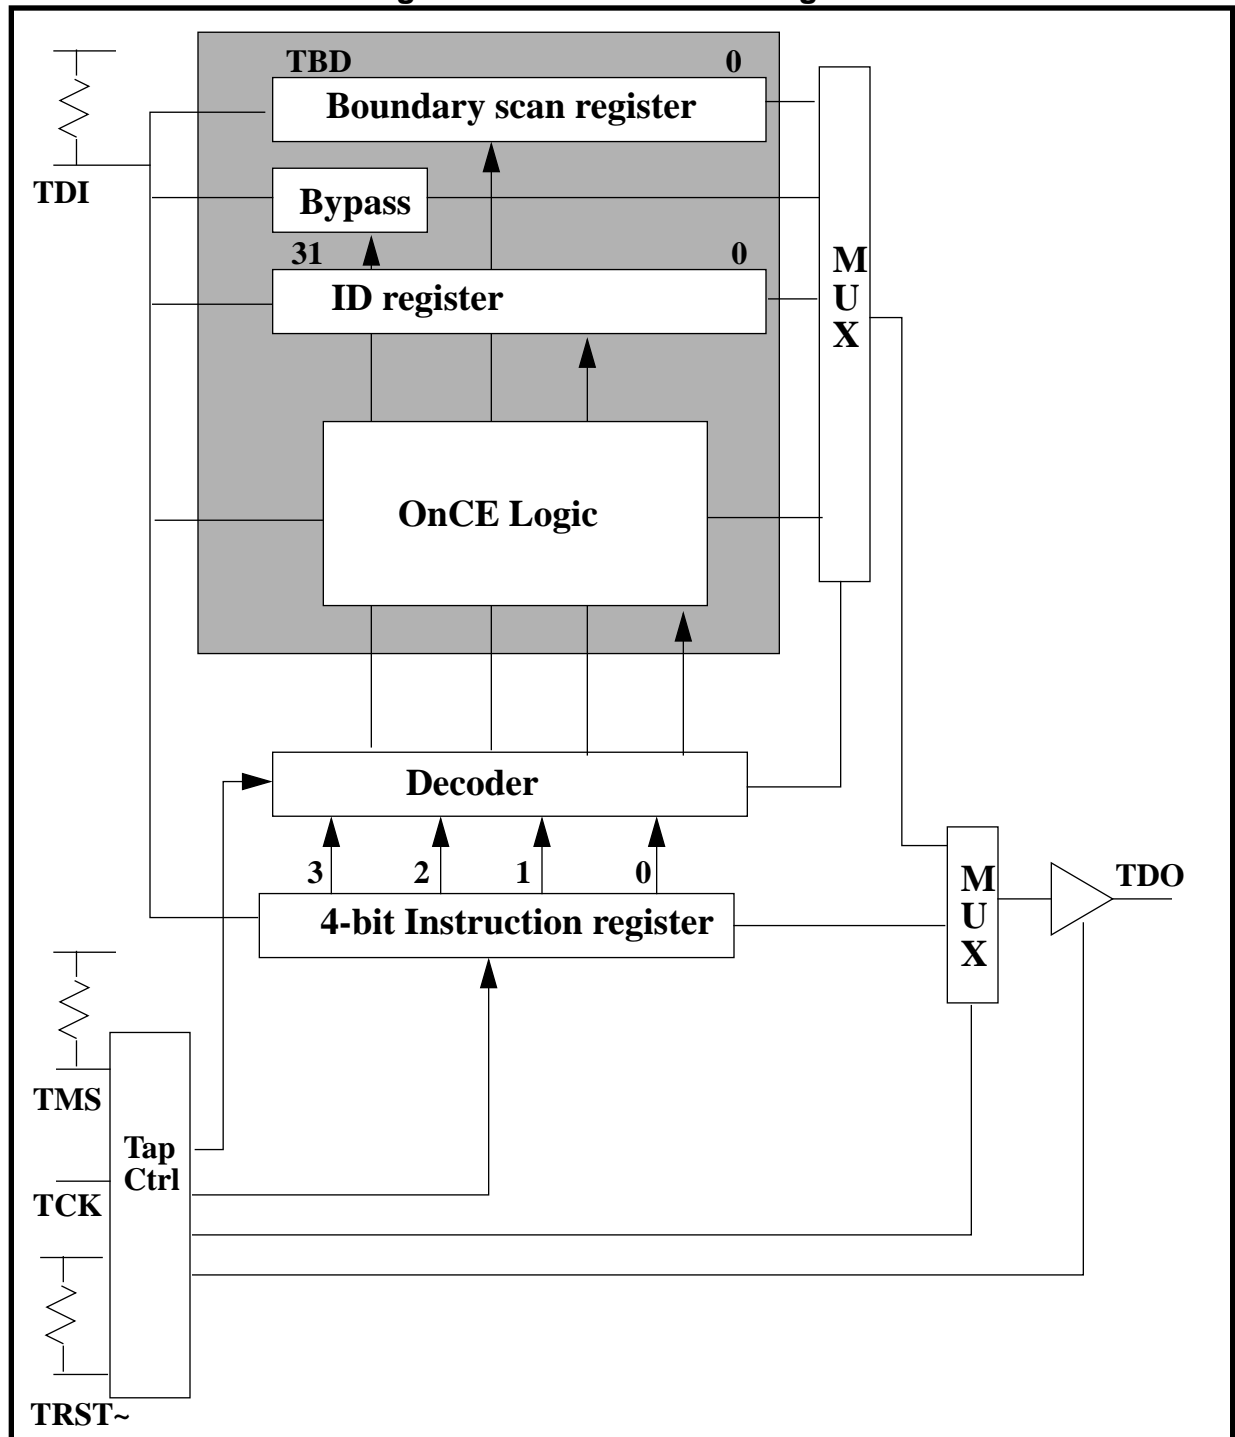 TBD 0
Boundary scan register
TDI
Bypass
31 0
ID register
M
U
X
OnCE Logic
Decoder
3 2 1 0
4-bit Instruction register
M
U
X
TDO
TMS
Tap
Ctrl
TCK
TRST~